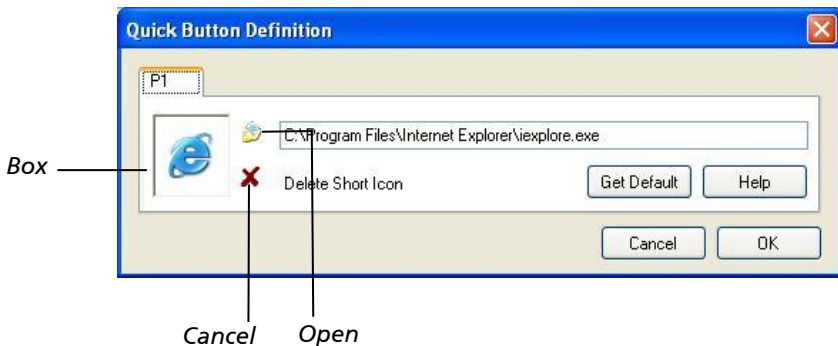 Quick Button Definition
P1
C:\Program Files\Internet Explorer\iexplore.exe
Box
Delete Short Icon
Get Default
Help
Cancel
OK
Cancel
Open